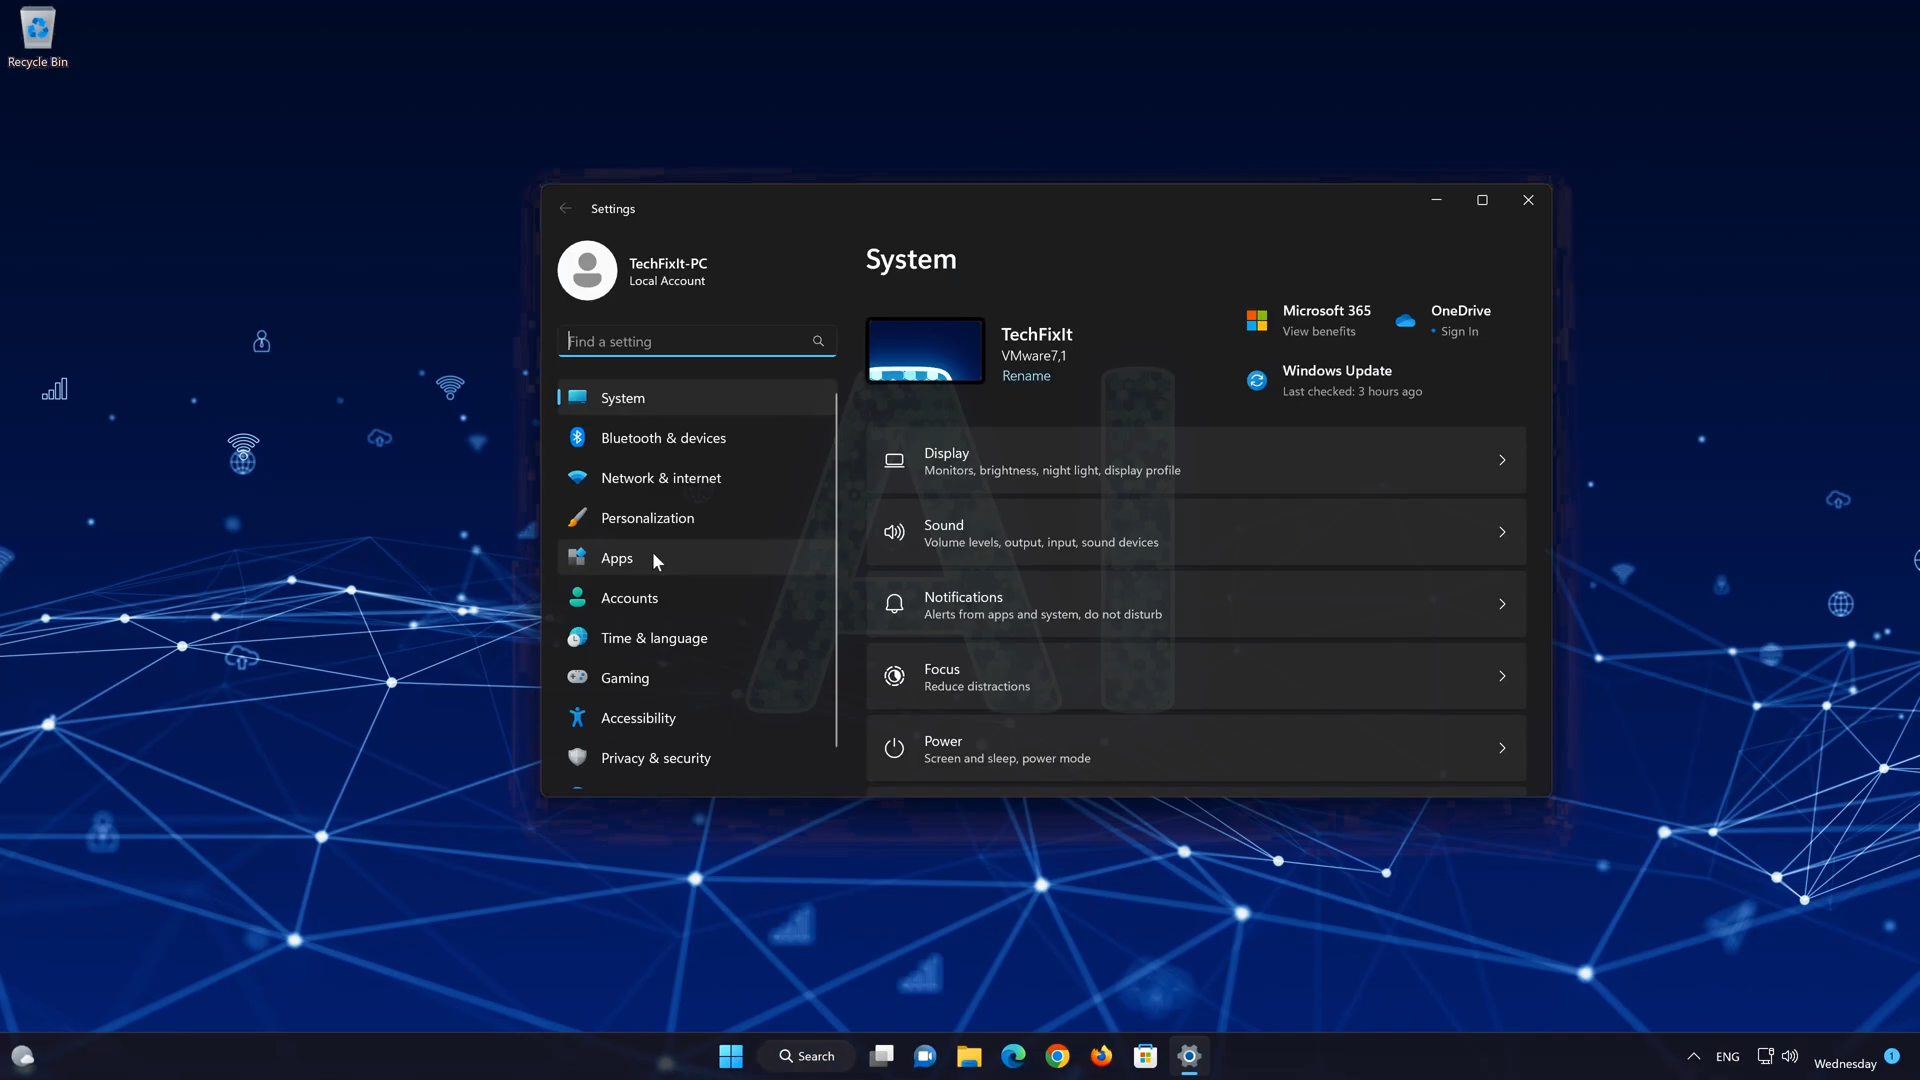 Recycle Bin
Settings
TechFixIt-PC
Local Account
Find a setting
System
Bluetooth & devices
Network & internet
Personalization
Apps
Accounts
Time & language
Gaming
Accessibility
Privacy & security
System
TechFixIt
VMware7,1
Rename
Microsoft 365
View benefits
OneDrive
• Sign In
Windows Update
Last checked: 3 hours ago
Display
Monitors, brightness, night light, display profile
Sound
Volume levels, output, input, sound devices
Notifications
Alerts from apps and system, do not disturb
Focus
Reduce distractions
Power
Screen and sleep, power mode
AI
Search
ENG
Wednesday
1